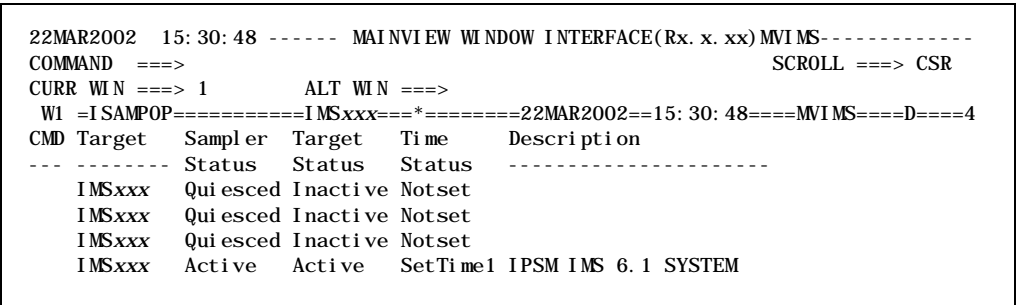 22MAR2002  15:30:48 ------ MAINVIEW WINDOW INTERFACE(Rx.x.xx)MVIMS-------------
COMMAND  ===>                                                 SCROLL ===> CSR
CURR WIN ===> 1        ALT WIN ===>
 W1 =ISAMPOP===========IMSxxx===*========22MAR2002==15:30:48====MVIMS====D====4
CMD Target   Sampler  Target   Time     Description
--- -------- Status   Status   Status   ----------------------
    IMSxxx   Quiesced Inactive Notset
    IMSxxx   Quiesced Inactive Notset
    IMSxxx   Quiesced Inactive Notset
    IMSxxx   Active   Active   SetTime1 IPSM IMS 6.1 SYSTEM